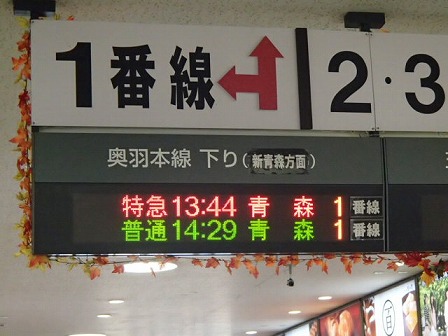 1番線 2・3
奥羽本線 下り(新青森方面)
特急 13:44 青森 1番線
普通 14:29 青森 1番線
百